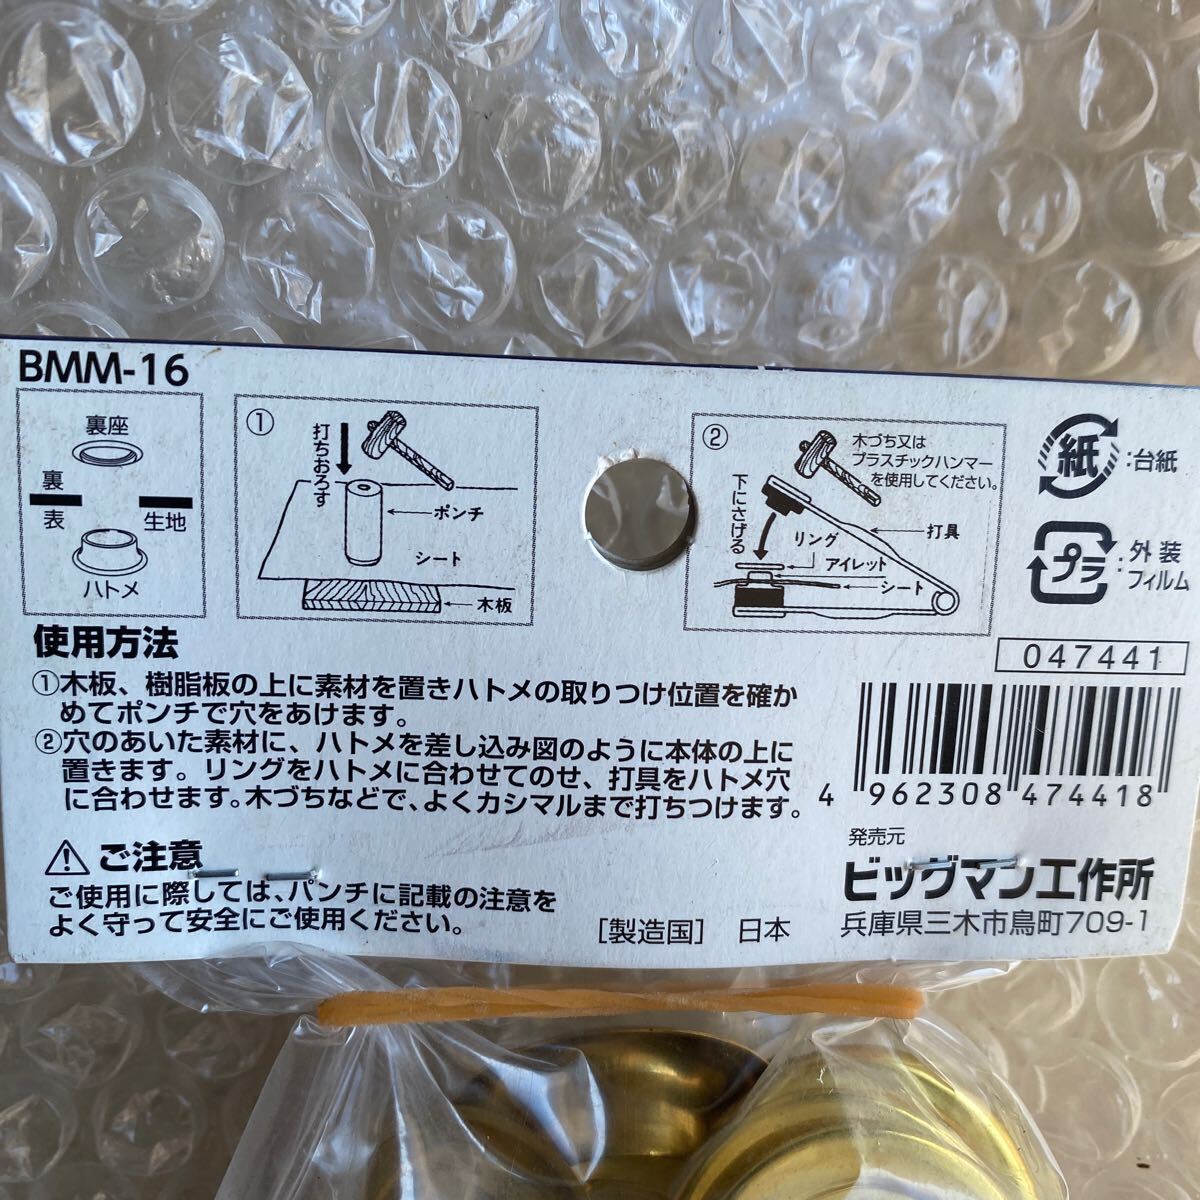 BMM-16
裏座
裏
表
生地
ハトメ
①
打ちおろす
ポンチ
シート
木板
②
木づち又は
プラスチックハンマー
を使用してください。
下にさげる
打具
リング
アイレット
シート
紙
:台紙
プラ
:外装
フィルム
使用方法
①木板、樹脂板の上に素材を置きハトメの取りつけ位置を確か
めてポンチで穴をあけます。
②穴のあいた素材に、ハトメを差し込み図のように本体の上に
置きます。リングをハトメに合わせてのせ、打具をハトメ穴
に合わせます。木づちなどで、よくカシマルまで打ちつけます。
047441
4 962308 474418
⚠ご注意
ご使用に際しては、パンチに記載の注意を
よく守って安全にご使用ください。
[製造国] 日本
発売元
ビッグマン工作所
兵庫県三木市鳥町709-1